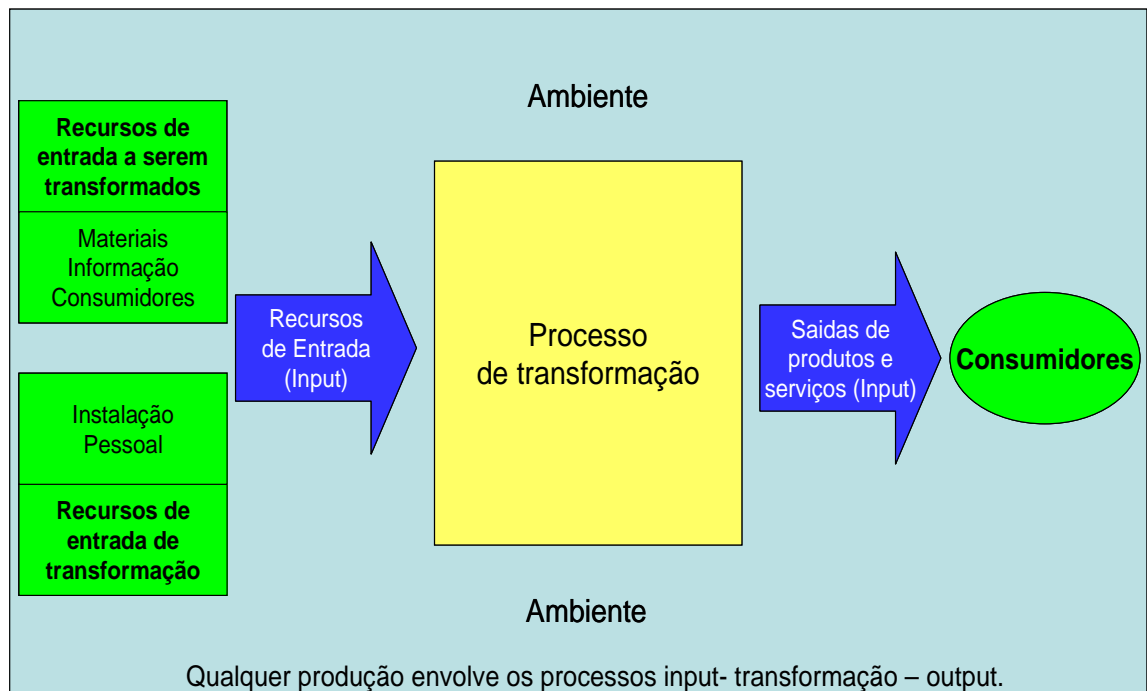 Ambiente
Recursos de
entrada a serem
transformados
Materiais
Informação
Consumidores
Recursos
de Entrada
(Input)
Processo
de transformação
Saidas de
produtos e
serviços (Input)
Consumidores
Instalação
Pessoal
Recursos de
entrada de
transformação
Ambiente
Qualquer produção envolve os processos input- transformação – output.